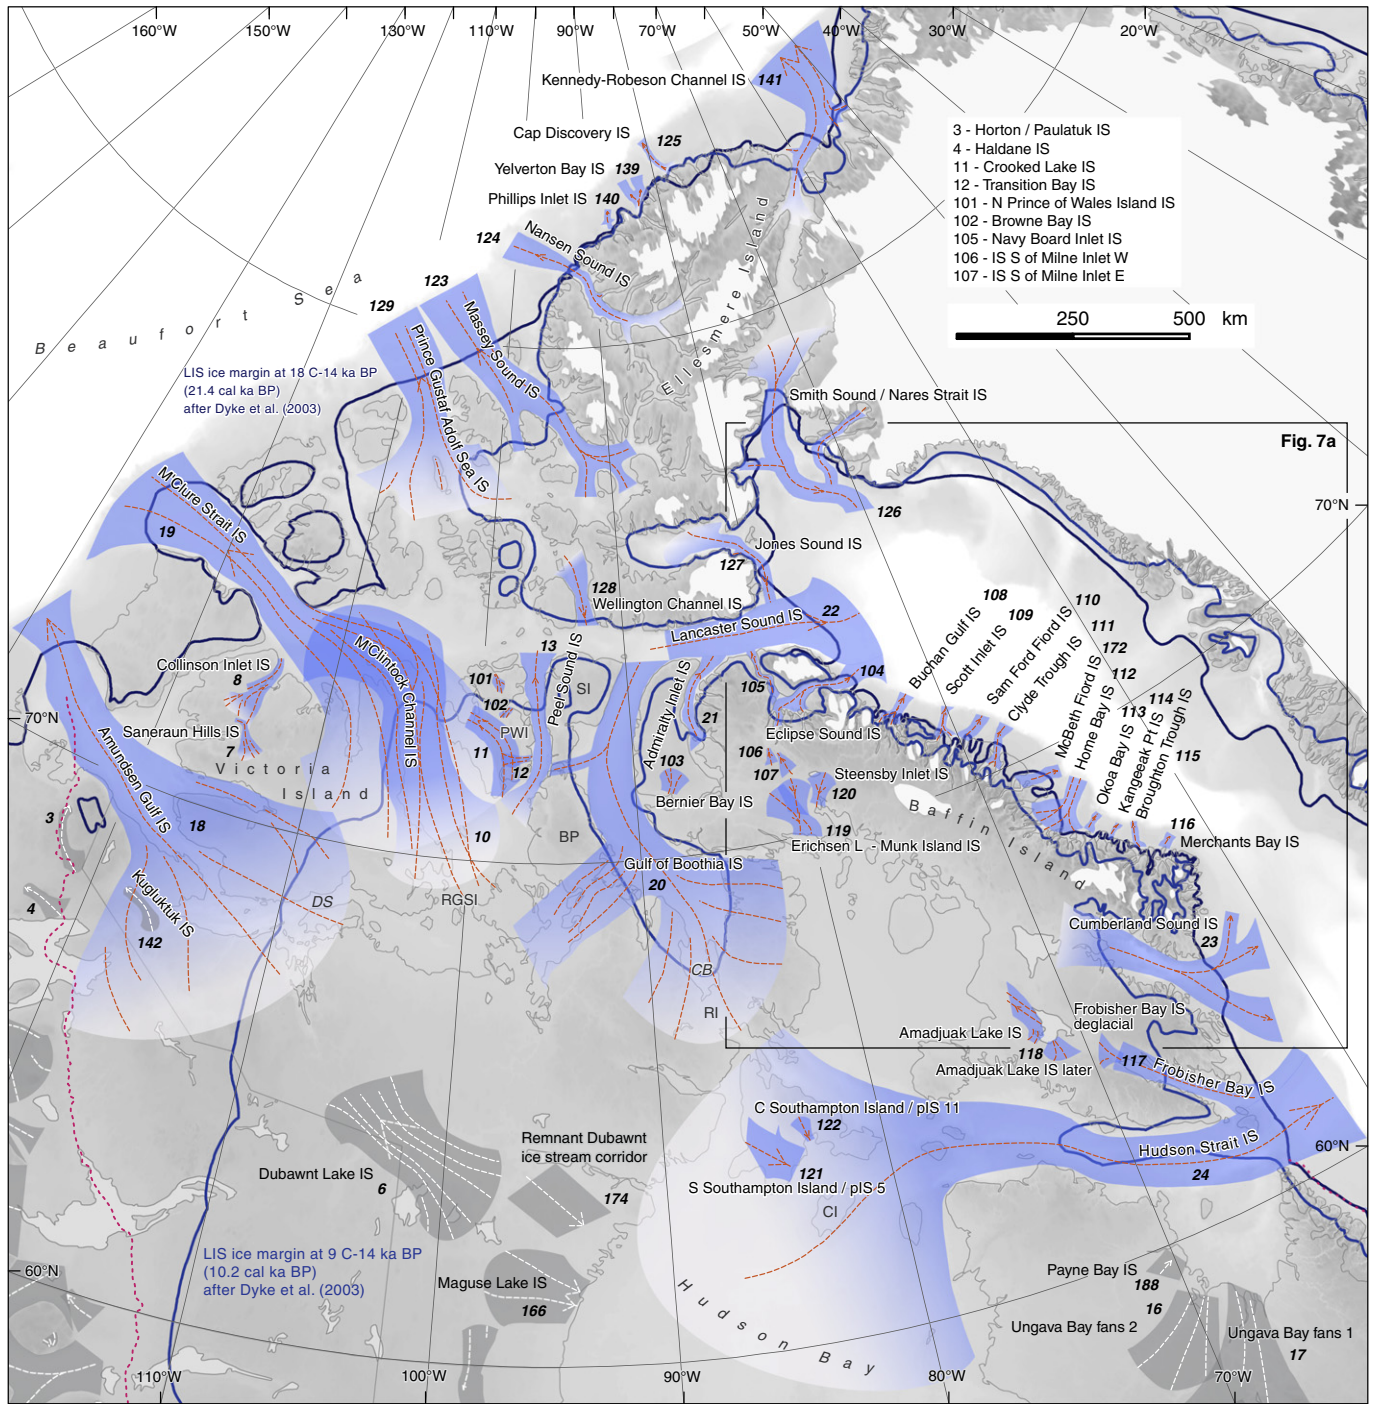 160°W
150°W
130°W
110°W
90°W
70°W
50°W
40°W
30°W
20°W
Kennedy-Robeson Channel IS
141
Cap Discovery IS
125
Yelverton Bay IS 139
Phillips Inlet IS 140
3 - Horton / Paulatuk IS
4 - Haldane IS
11 - Crooked Lake IS
12 - Transition Bay IS
101 - N Prince of Wales Island IS
102 - Browne Bay IS
105 - Navy Board Inlet IS
106 - IS S of Milne Inlet W
107 - IS S of Milne Inlet E
250 500 km
124
Nansen Sound IS
Ellesmere Island
123
Massey Sound IS
129
Prince Gustaf Adolf Sea IS
Beaufort Sea
LIS ice margin at 18 C-14 ka BP
(21.4 cal ka BP)
after Dyke et al. (2003)
Smith Sound / Nares Strait IS
Fig. 7a
70°N
126
M'Clure Strait IS
19
Jones Sound IS
127
128
Wellington Channel IS
Lancaster Sound IS
22
108
Buchan Gulf IS
109
Scott Inlet IS
110
Sam Ford Fiord IS
111
Clyde Trough IS
172
McBeth Fiord IS
112
Home Bay IS
113
Okoa Bay IS
114
Kangeeak Pt IS
115
Broughton Trough IS
116
Merchants Bay IS
Collinson Inlet IS
8
M'Clintock Channel IS
13
Peel Sound IS
SI
101
102
PWI
11
12
Admiralty Inlet IS
21
104
105
Eclipse Sound IS
70°N
Saneraun Hills IS
7
Victoria
Island
Amundsen Gulf IS
18
103
Bernier Bay IS
106
107
Steensby Inlet IS
120
Baffin Island
119
Erichsen L - Munk Island IS
3
10
BP
Gulf of Boothia IS
20
4
Kugluktuk IS
142
DS
RGSI
CB
RI
Cumberland Sound IS
23
Frobisher Bay IS
deglacial
Amadjuak Lake IS
118
Amadjuak Lake IS later
117
Frobisher Bay IS
C Southampton Island / pIS 11
122
121
S Southampton Island / pIS 5
CI
Hudson Strait IS
24
60°N
Remnant Dubawnt
ice stream corridor
174
Dubawnt Lake IS
6
LIS ice margin at 9 C-14 ka BP
(10.2 cal ka BP)
after Dyke et al. (2003)
60°N
Maguse Lake IS
166
Hudson Bay
Payne Bay IS
188
16
Ungava Bay fans 2
Ungava Bay fans 1
17
110°W
100°W
90°W
80°W
70°W